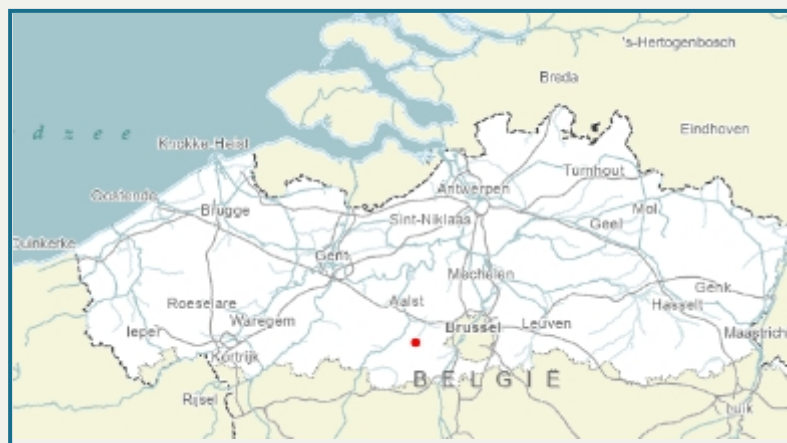 's-Hertogenbosch
Breda
d z e e
Eindhoven
Knokke-Heist
Turnhout
Oostende
Antwerpen
Brugge
Mol
Sint-Niklaas
Geel
Duinkerke
Gent
Mechelen
Genk
Roeselare
Aalst
Hasselt
Waregem
Ieper
Brussel
Leuven
Maastrich
Kortrijk
BELGIË
Rijsel
Luik